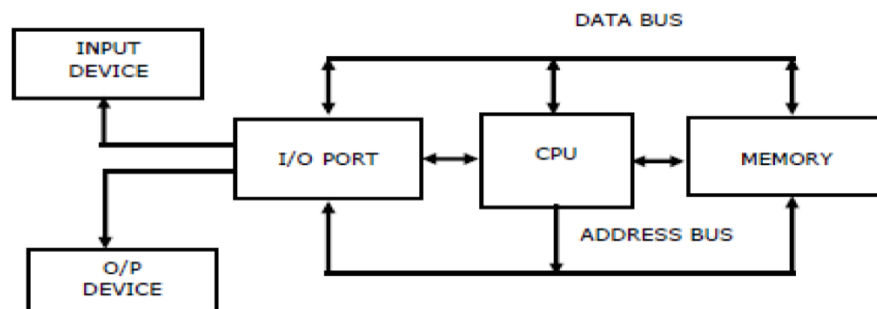 DATA BUS
INPUT
DEVICE
I/O PORT
CPU
MEMORY
ADDRESS BUS
O/P
DEVICE